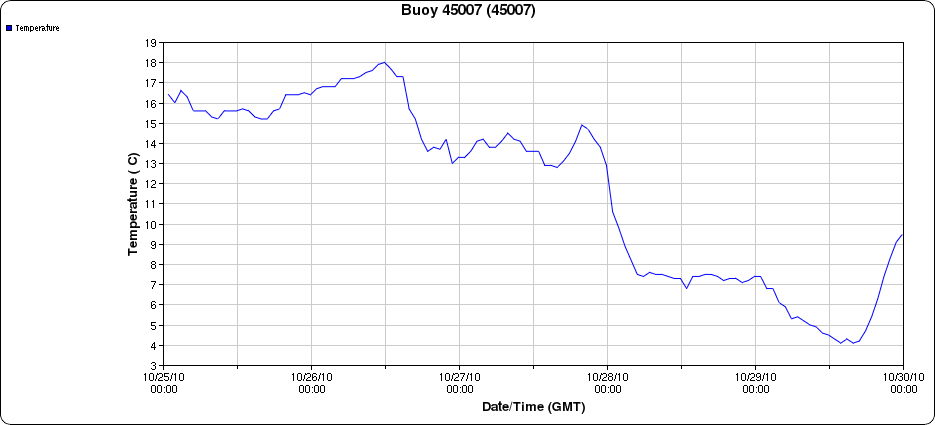 Buoy 45007 (45007)
Temperature
19
18
17
16
15
14
13
12
11
10
9
8
7
6
5
4
3
Temperature ( C)
10/25/10 10/26/10 10/27/10 10/28/10 10/29/10 10/30/10
00:00 00:00 00:00 00:00 00:00 00:00
Date/Time (GMT)